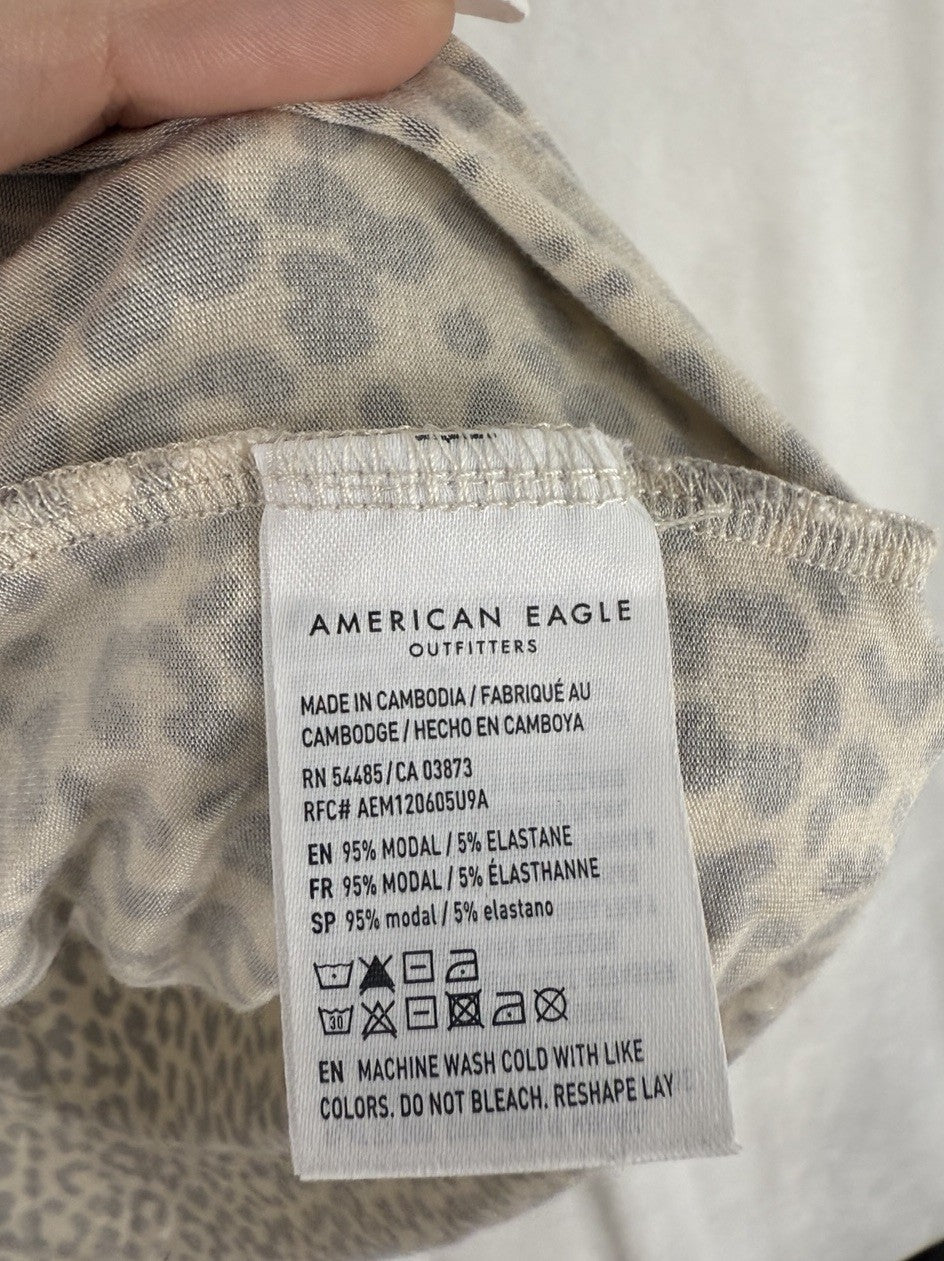 AMERICAN EAGLE
OUTFITTERS
MADE IN CAMBODIA / FABRIQUÉ AU
CAMBODGE / HECHO EN CAMBOYA
RN 54485 / CA 03873
RFC# AEM120605U9A
EN 95% MODAL / 5% ELASTANE
FR 95% MODAL / 5% ÉLASTHANNE
SP 95% modal / 5% elastano
30
EN MACHINE WASH COLD WITH LIKE
COLORS. DO NOT BLEACH. RESHAPE LAY